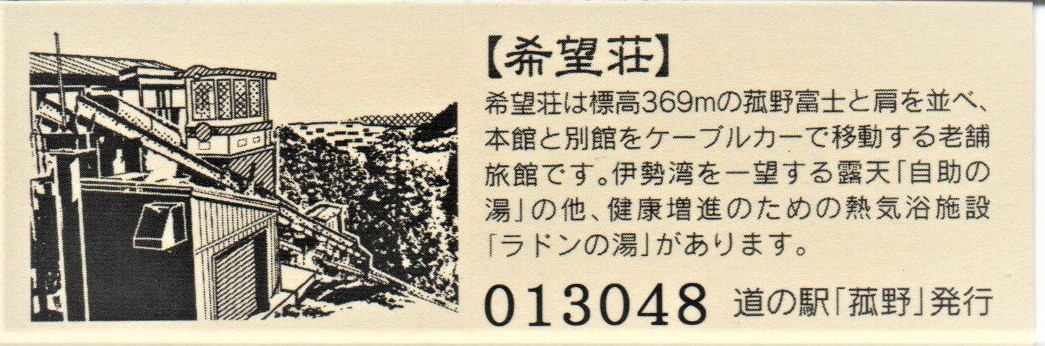 【希望荘】
希望荘は標高369mの菰野富士と肩を並べ、
本館と別館をケーブルカーで移動する老舗
旅館です。伊勢湾を一望する露天「自助の
湯」の他、健康増進のための熱気浴施設
「ラドンの湯」があります。
013048 道の駅「菰野」発行